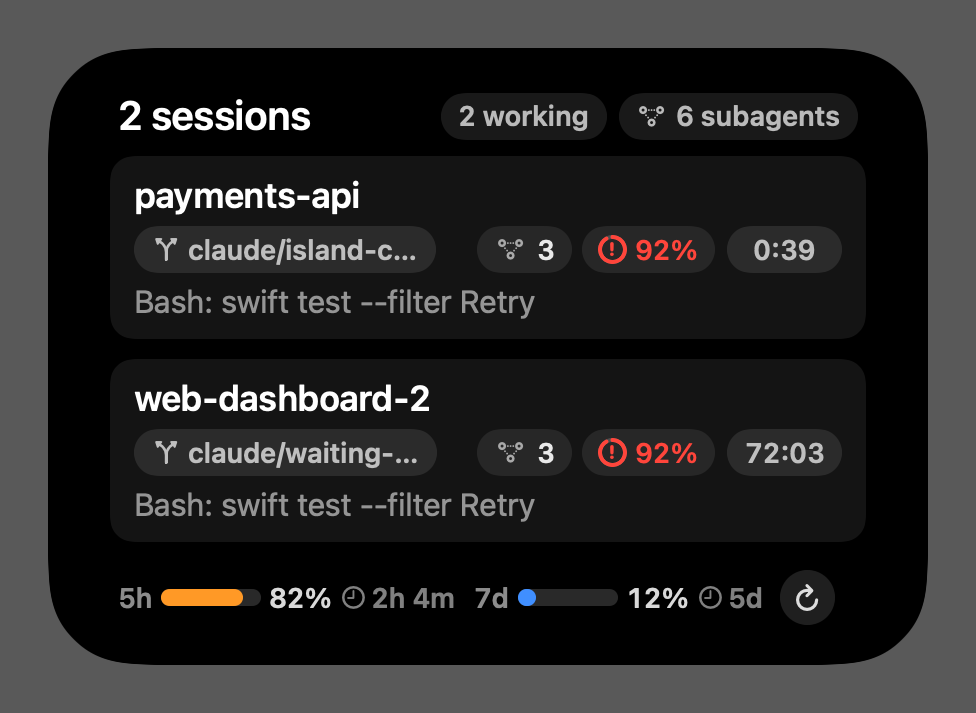 2 sessions 2 working 6 subagents
payments-api
claude/island-c... 3 92% 0:39
Bash: swift test --filter Retry
web-dashboard-2
claude/waiting-... 3 92% 72:03
Bash: swift test --filter Retry
5h 82% 2h 4m 7d 12% 5d